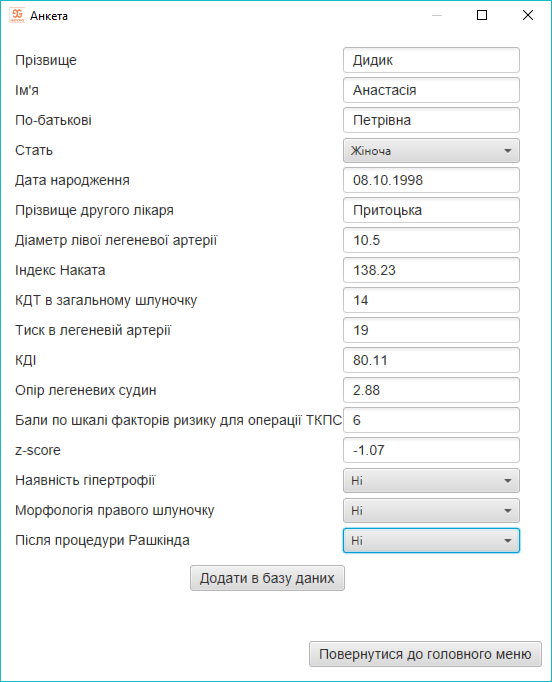 Анкета
Прізвище Дидик
Ім'я Анастасія
По-батькові Петрівна
Стать Жіноча
Дата народження 08.10.1998
Прізвище другого лікаря Притоцька
Діаметр лівої легеневої артерії 10.5
Індекс Наката 138.23
КДТ в загальному шлуночку 14
Тиск в легеневій артерії 19
КДІ 80.11
Опір легеневих судин 2.88
Бали по шкалі факторів ризику для операції ТКПС 6
z-score -1.07
Наявність гіпертрофії Ні
Морфологія правого шлуночку Ні
Після процедури Рашкінда Ні
Додати в базу даних
Повернутися до головного меню